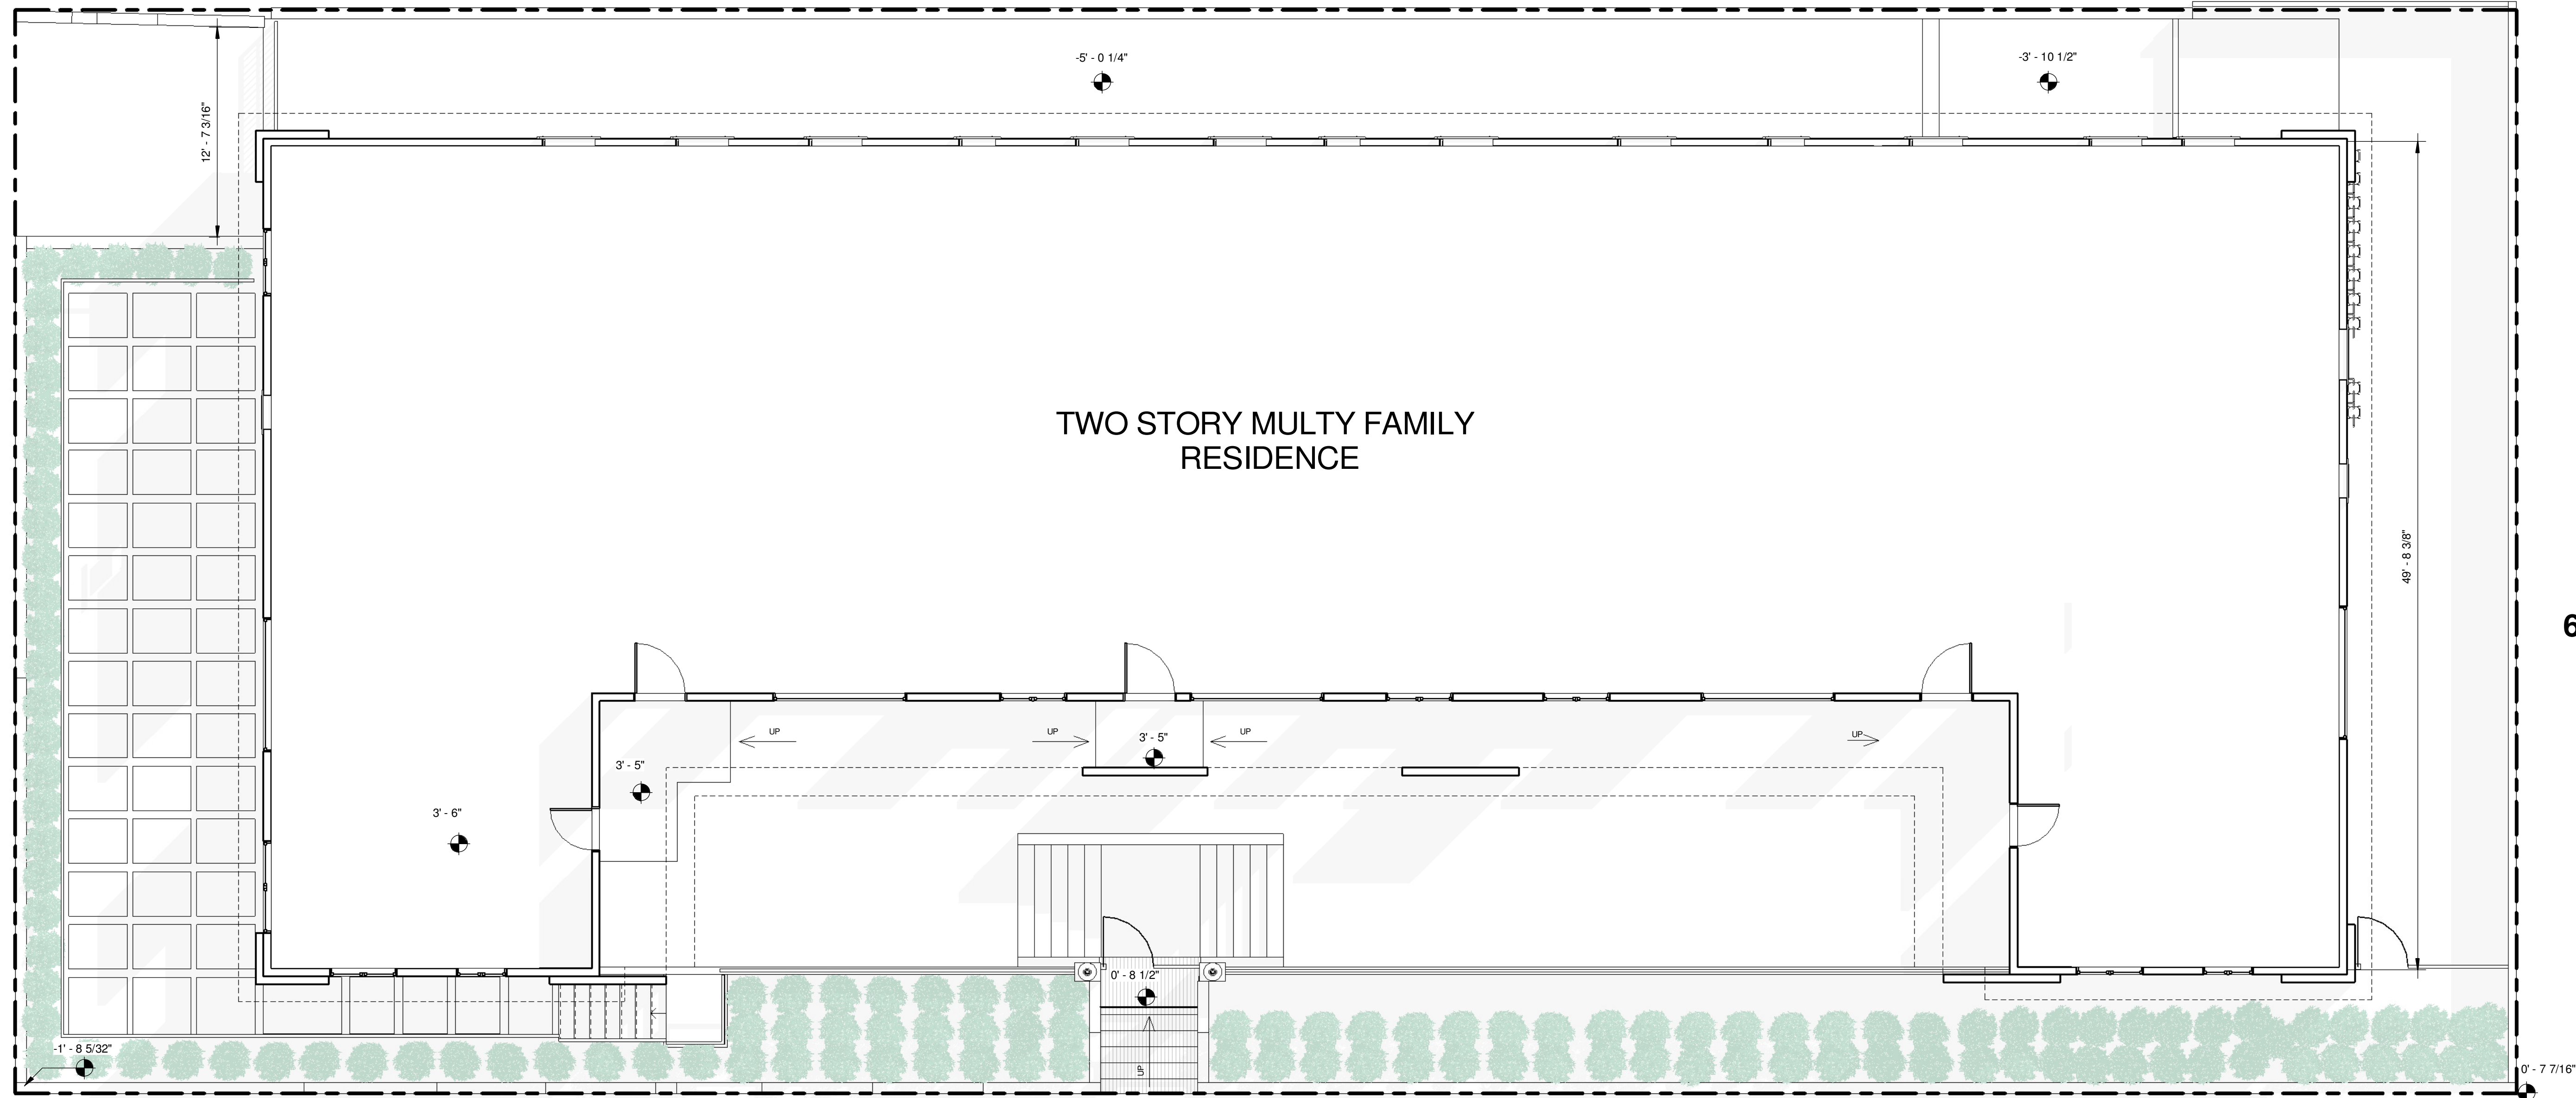 -5' - 0 1/4"
-3' - 10 1/2"
12' - 7 3/16"
TWO STORY MULTY FAMILY
RESIDENCE
49' - 8 3/8"
6
UP
UP
3' - 5"
UP
UP
3' - 5"
3' - 6"
0' - 8 1/2"
UP
-1' - 8 5/32"
0' - 7 7/16"